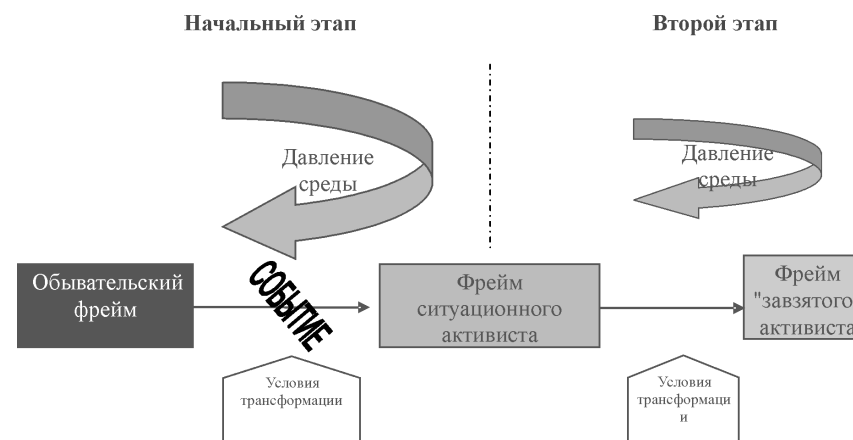 Начальный этап
Второй этап
Давление
среды
Давление
среды
Обывательский
фрейм
СОБЫТИЕ
Фрейм
ситуационного
активиста
Фрейм
"завзятого
активиста
Условия
трансформации
Условия
трансформаци
и